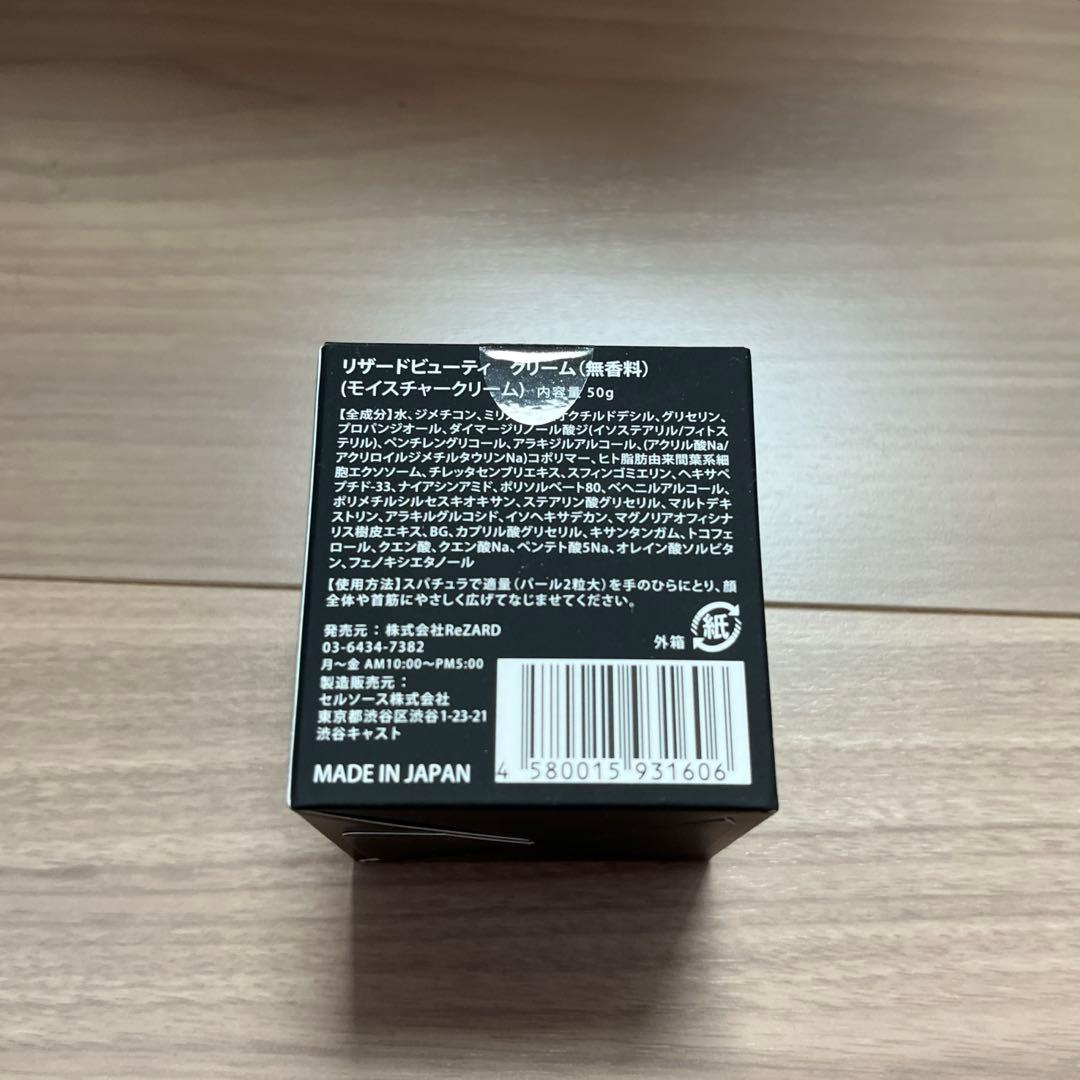 リザードビューティ クリーム(無香料)
(モイスチャークリーム) 内容量 50g
【全成分】水、ジメチコン、ミリス オクチルドデシル、グリセリン、
プロパンジオール、ダイマージリノール酸ジ(イソステアリル/フィトス
テリル)、ペンチレングリコール、アラキジルアルコール、(アクリル酸Na/
アクリロイルジメチルタウリンNa)コポリマー、ヒト脂肪由来間葉系細
胞エクソソーム、チレッタセンブリエキス、スフィンゴミエリン、ヘキサペ
プチド-33、ナイアシンアミド、ポリソルベート80、ベヘニルアルコール、
ポリメチルシルセスキオキサン、ステアリン酸グリセリル、マルトデキ
ストリン、アラキルグルコシド、イソヘキサデカン、マグノリアオフィシナ
リス樹皮エキス、BG、カプリル酸グリセリル、キサンタンガム、トコフェ
ロール、クエン酸、クエン酸Na、ペンテト酸5Na、オレイン酸ソルビタ
ン、フェノキシエタノール
【使用方法】スパチュラで適量(パール2粒大)を手のひらにとり、顔
全体や首筋にやさしく広げてなじませてください。
発売元:株式会社ReZARD
03-6434-7382
月〜金 AM10:00〜PM5:00
製造販売元:
セルソース株式会社
東京都渋谷区渋谷1-23-21
渋谷キャスト
MADE IN JAPAN
外箱 紙
4 580015 931606